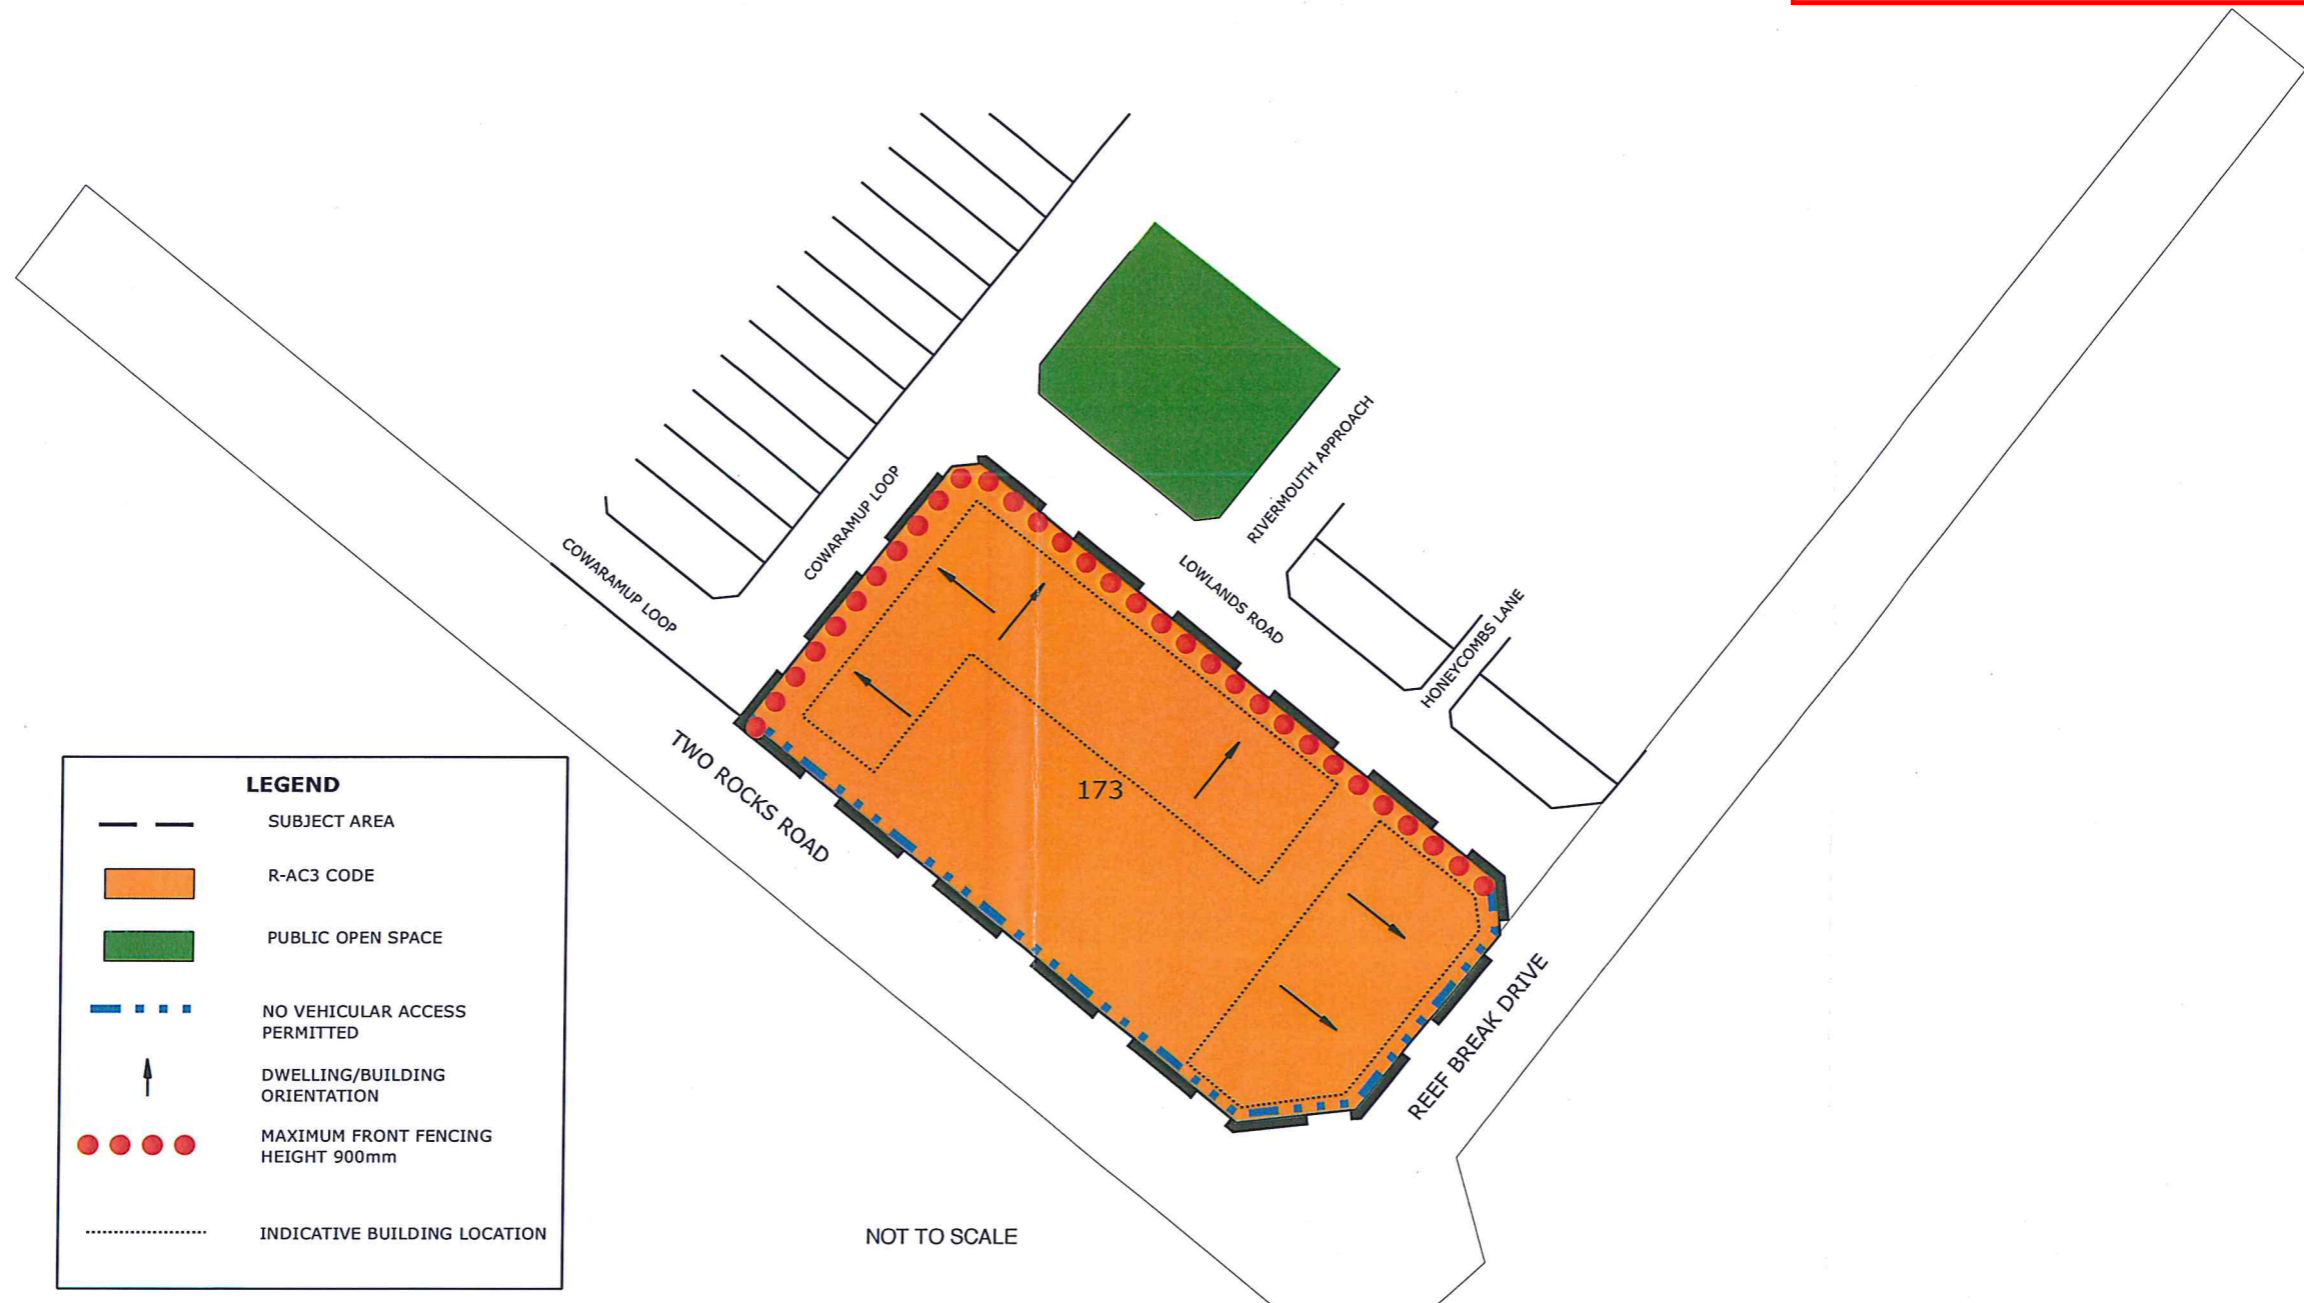 RIVERMOUTH APPROACH
COWARAMUP LOOP
COWARAMUP LOOP
LOWLANDS ROAD
HONEYCOMBS LANE
TWO ROCKS ROAD
173
REEF BREAK DRIVE
LEGEND
SUBJECT AREA
R-AC3 CODE
PUBLIC OPEN SPACE
NO VEHICULAR ACCESS
PERMITTED
DWELLING/BUILDING
ORIENTATION
MAXIMUM FRONT FENCING
HEIGHT 900mm
INDICATIVE BUILDING LOCATION
NOT TO SCALE